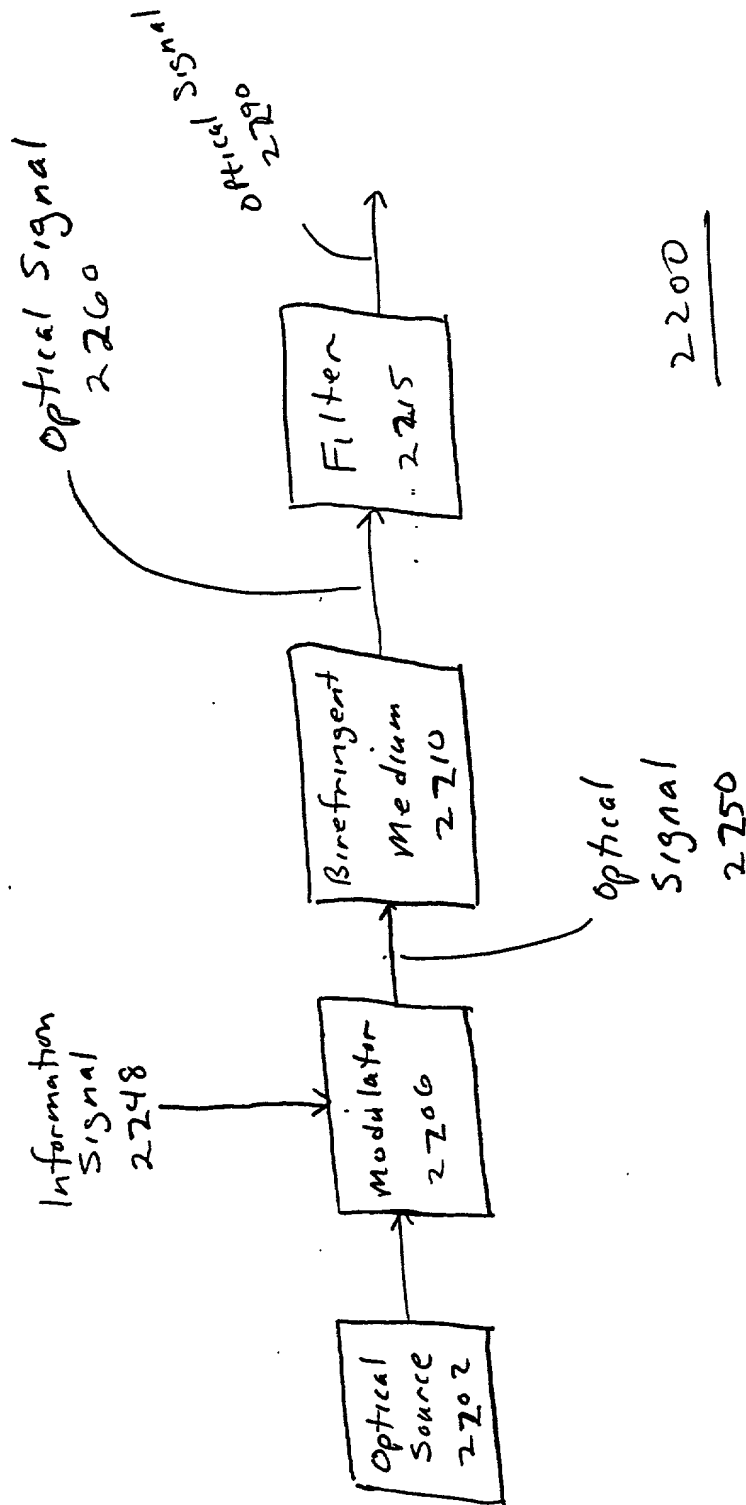 Optical
Source
2202
Information
Signal
2248
Modulator
2206
Optical
Signal
2250
Birefringent
Medium
2210
Optical Signal
2260
Filter
2215
Optical Signal
2290
2200